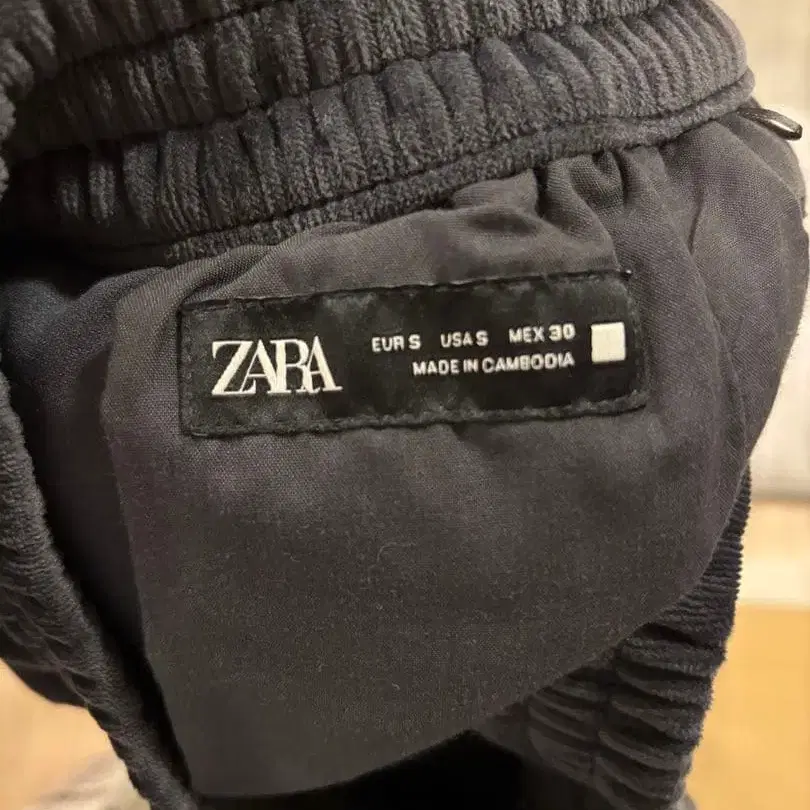 ZARA
EUR S USA S MEX 30
MADE IN CAMBODIA